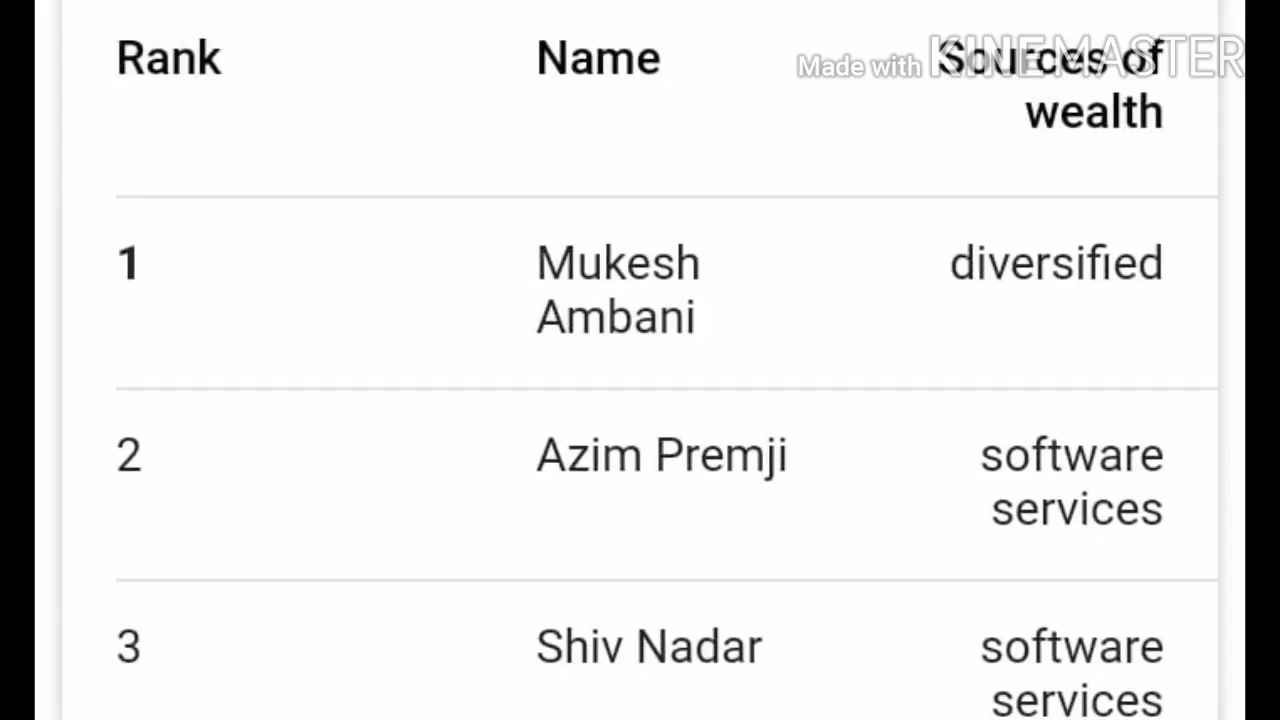 Rank Name Sources of
wealth
Made with KINEMASTER
1 Mukesh diversified
Ambani
2 Azim Premji software
services
3 Shiv Nadar software
services